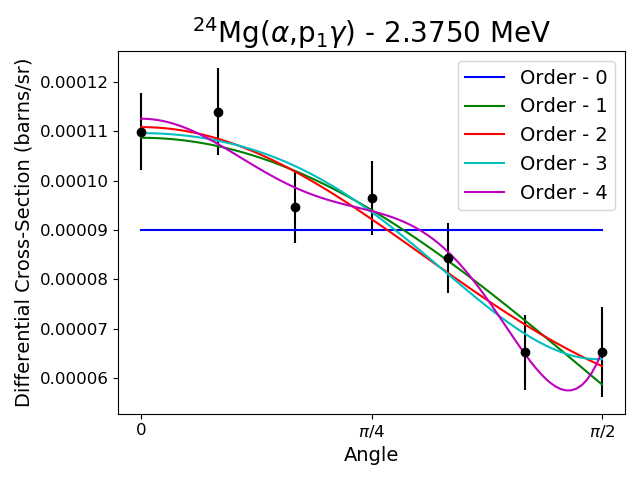 ²⁴Mg(α,p₁γ) - 2.3750 MeV
Differential Cross-Section (barns/sr)
0.00012
0.00011
0.00010
0.00009
0.00008
0.00007
0.00006
Order - 0
Order - 1
Order - 2
Order - 3
Order - 4
0
π/4
π/2
Angle